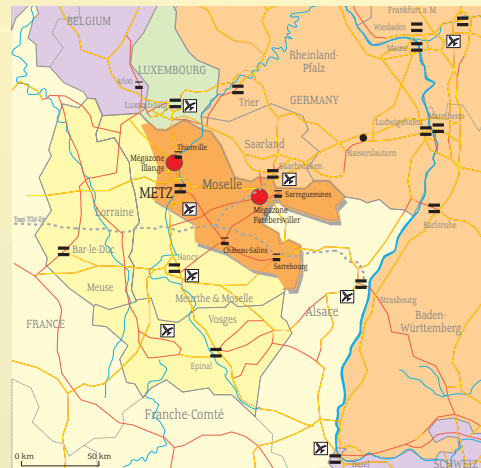 BELGIUM
Frankfurt a. M.
Wiesbaden
Mainz
Rheinland-
Pfalz
LUXEMBOURG
Arlon
Luxembourg
Trier
GERMANY
Ludwigshafen
Mannheim
Thionville
Saarland
Kaiserslautern
Mégazone
Illange
Saarbrücken
METZ
Moselle
Sarreguemines
Lorraine
Mégazone
Farébersviller
Karlsruhe
Château-Salins
Bar-le-Duc
Nancy
Sarrebourg
Meuse
Meurthe & Moselle
Strasbourg
Vosges
Alsace
FRANCE
Baden-
Württemberg
Epinal
Franche-Comté
0 km
50 km
Basel
SCHWEIZ